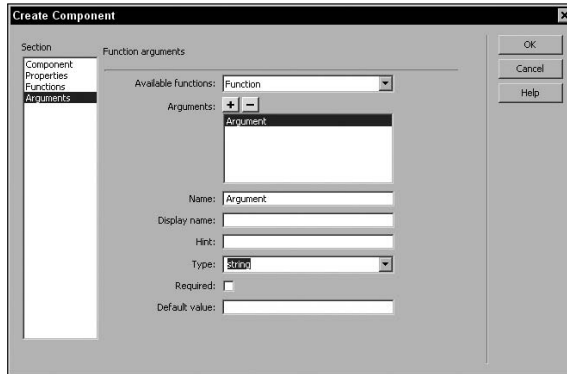 Create Component
Section
Component
Properties
Functions
Arguments
Function arguments
Available functions: Function
Arguments: + −
Argument
Name: Argument
Display name:
Hint:
Type: string
Required:
Default value:
OK
Cancel
Help